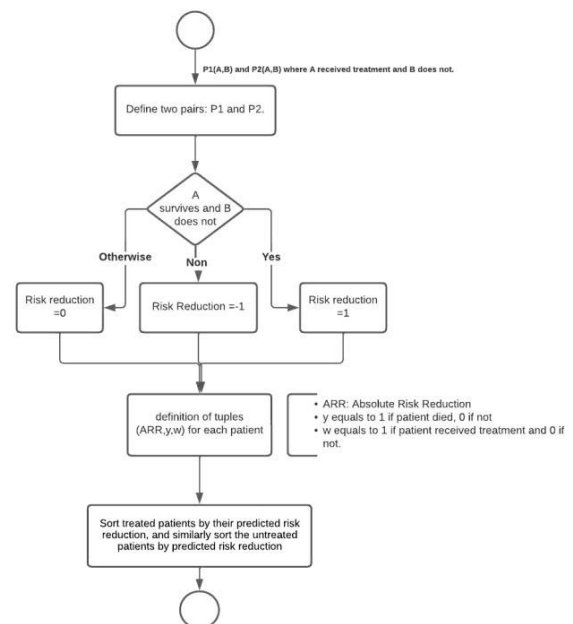 P1(A,B) and P2(A,B) where A received treatment and B does not.
Define two pairs: P1 and P2.
A
survives and B
does not
Otherwise
Non
Yes
Risk reduction
=0
Risk Reduction =-1
Risk reduction
=1
definition of tuples
(ARR,y,w) for each patient
• ARR: Absolute Risk Reduction
• y equals to 1 if patient died, 0 if not
• w equals to 1 if patient received treatment and 0 if
not.
Sort treated patients by their predicted risk
reduction, and similarly sort the untreated
patients by predicted risk reduction